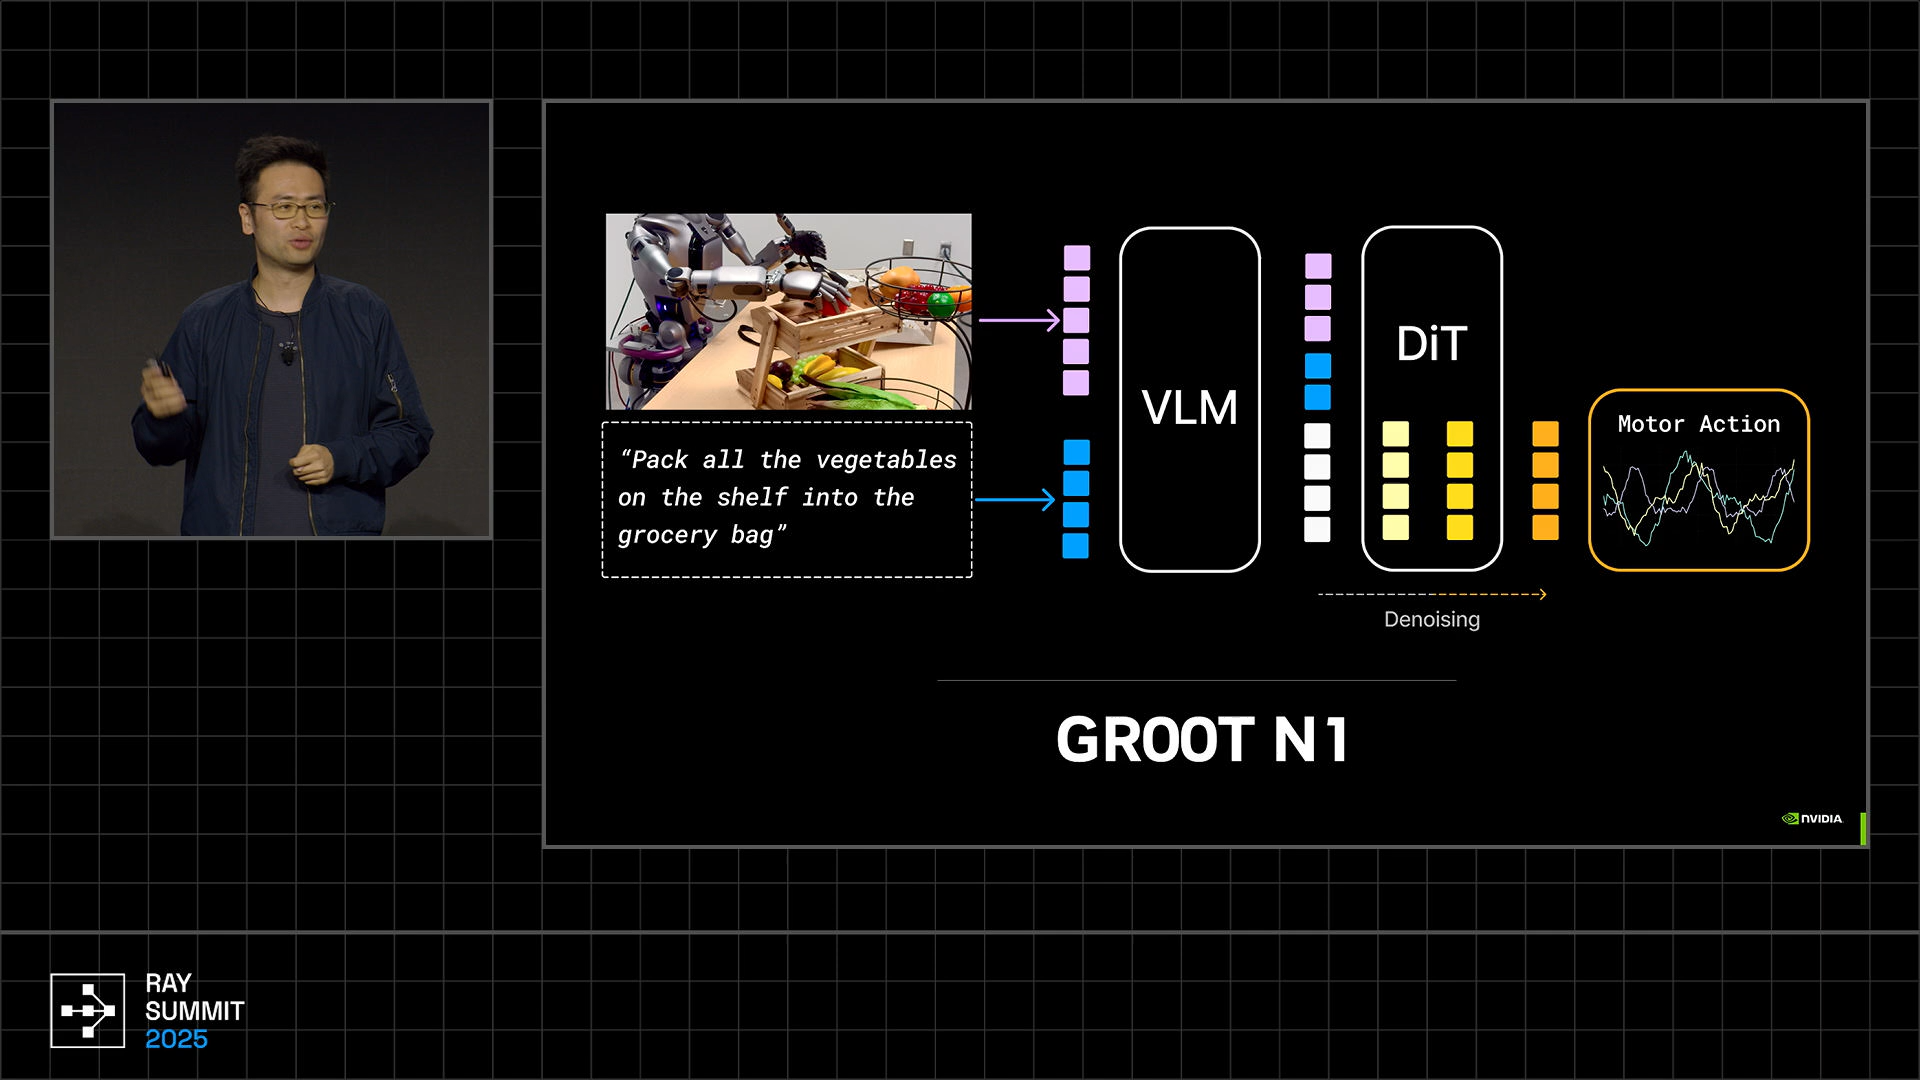 “Pack all the vegetables
on the shelf into the
grocery bag”
VLM
DiT
Motor Action
Denoising
GR00T N1
NVIDIA
RAY
SUMMIT
2025